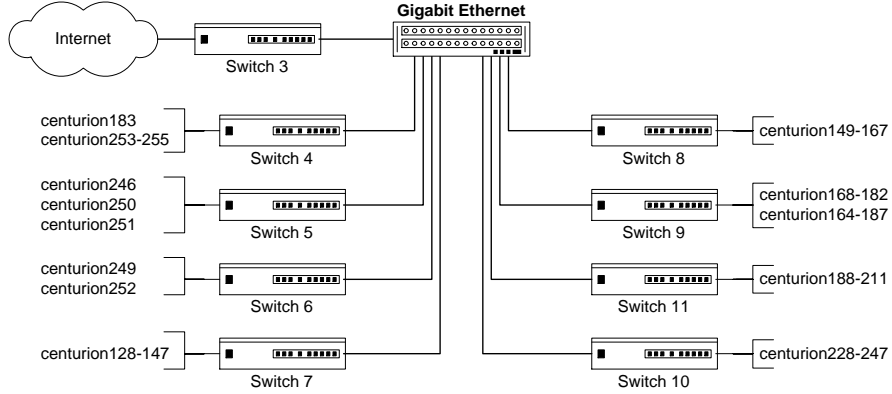 Gigabit Ethernet
Internet
Switch 3
centurion183
centurion253-255
Switch 4
centurion246
centurion250
centurion251
Switch 5
centurion249
centurion252
Switch 6
centurion128-147
Switch 7
centurion149-167
Switch 8
centurion168-182
centurion164-187
Switch 9
centurion188-211
Switch 11
centurion228-247
Switch 10